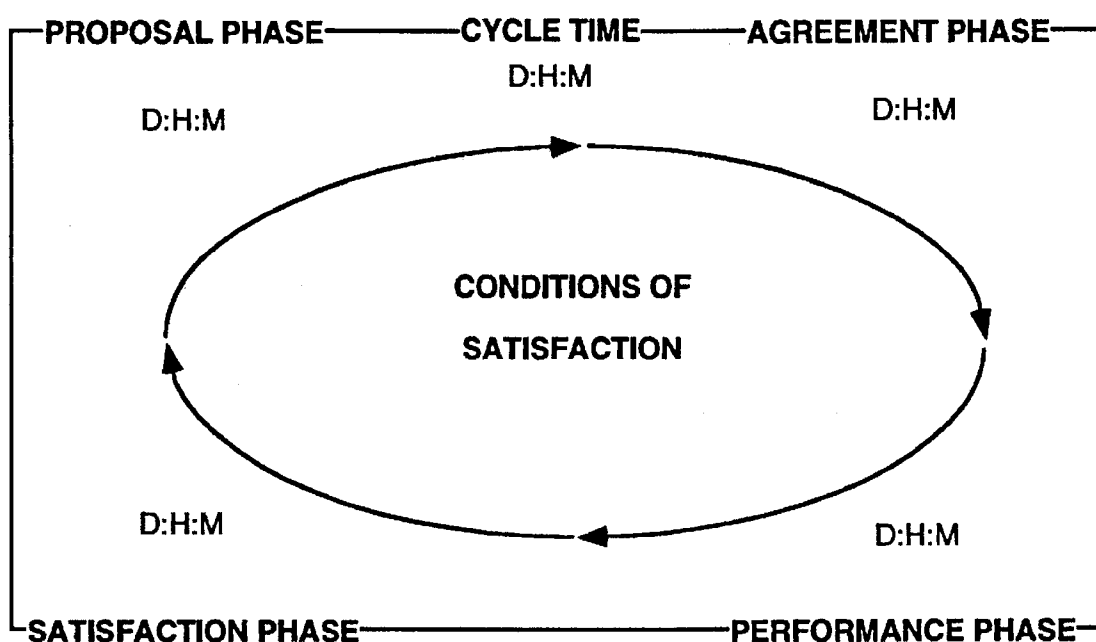 PROPOSAL PHASE CYCLE TIME AGREEMENT PHASE
D:H:M
D:H:M D:H:M
CONDITIONS OF
SATISFACTION
D:H:M D:H:M
SATISFACTION PHASE PERFORMANCE PHASE